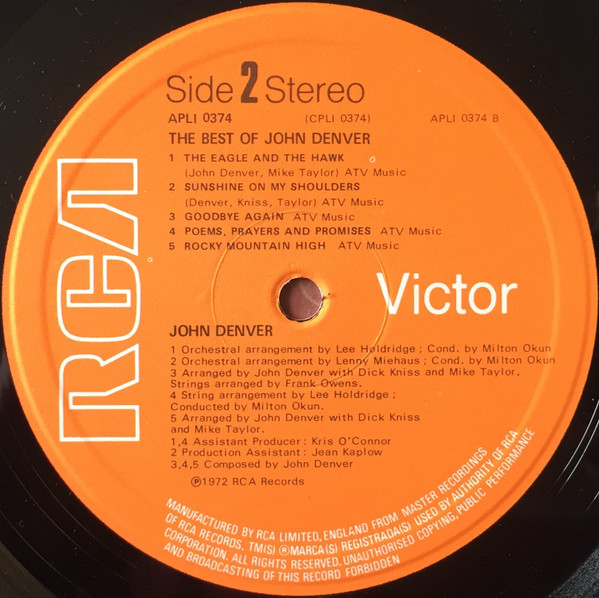 Side 2 Stereo
APLI 0374 (CPLI 0374) APLI 0374 B
THE BEST OF JOHN DENVER
1 THE EAGLE AND THE HAWK
(John Denver, Mike Taylor) ATV Music
2 SUNSHINE ON MY SHOULDERS
(Denver, Kniss, Taylor) ATV Music
3 GOODBYE AGAIN ATV Music
4 POEMS, PRAYERS AND PROMISES ATV Music
5 ROCKY MOUNTAIN HIGH ATV Music
RCA
Victor
JOHN DENVER
1 Orchestral arrangement by Lee Holdridge ; Cond. by Milton Okun
2 Orchestral arrangement by Lenny Miehaus ; Cond. by Milton Okun
3 Arranged by John Denver with Dick Kniss and Mike Taylor,
Strings arranged by Frank Owens.
4 String arrangement by Lee Holdridge ;
Conducted by Milton Okun.
5 Arranged by John Denver with Dick Kniss
and Mike Taylor.
1,4 Assistant Producer : Kris O'Connor
2 Production Assistant : Jean Kaplow
3,4,5 Composed by John Denver
Ⓟ1972 RCA Records
MANUFACTURED BY RCA LIMITED, ENGLAND FROM MASTER RECORDINGS
OF RCA RECORDS, TM(S) ® MARCA(S) REGISTRADA(S) USED BY AUTHORITY OF RCA
CORPORATION. ALL RIGHTS RESERVED. UNAUTHORISED COPYING, PUBLIC PERFORMANCE
AND BROADCASTING OF THIS RECORD FORBIDDEN